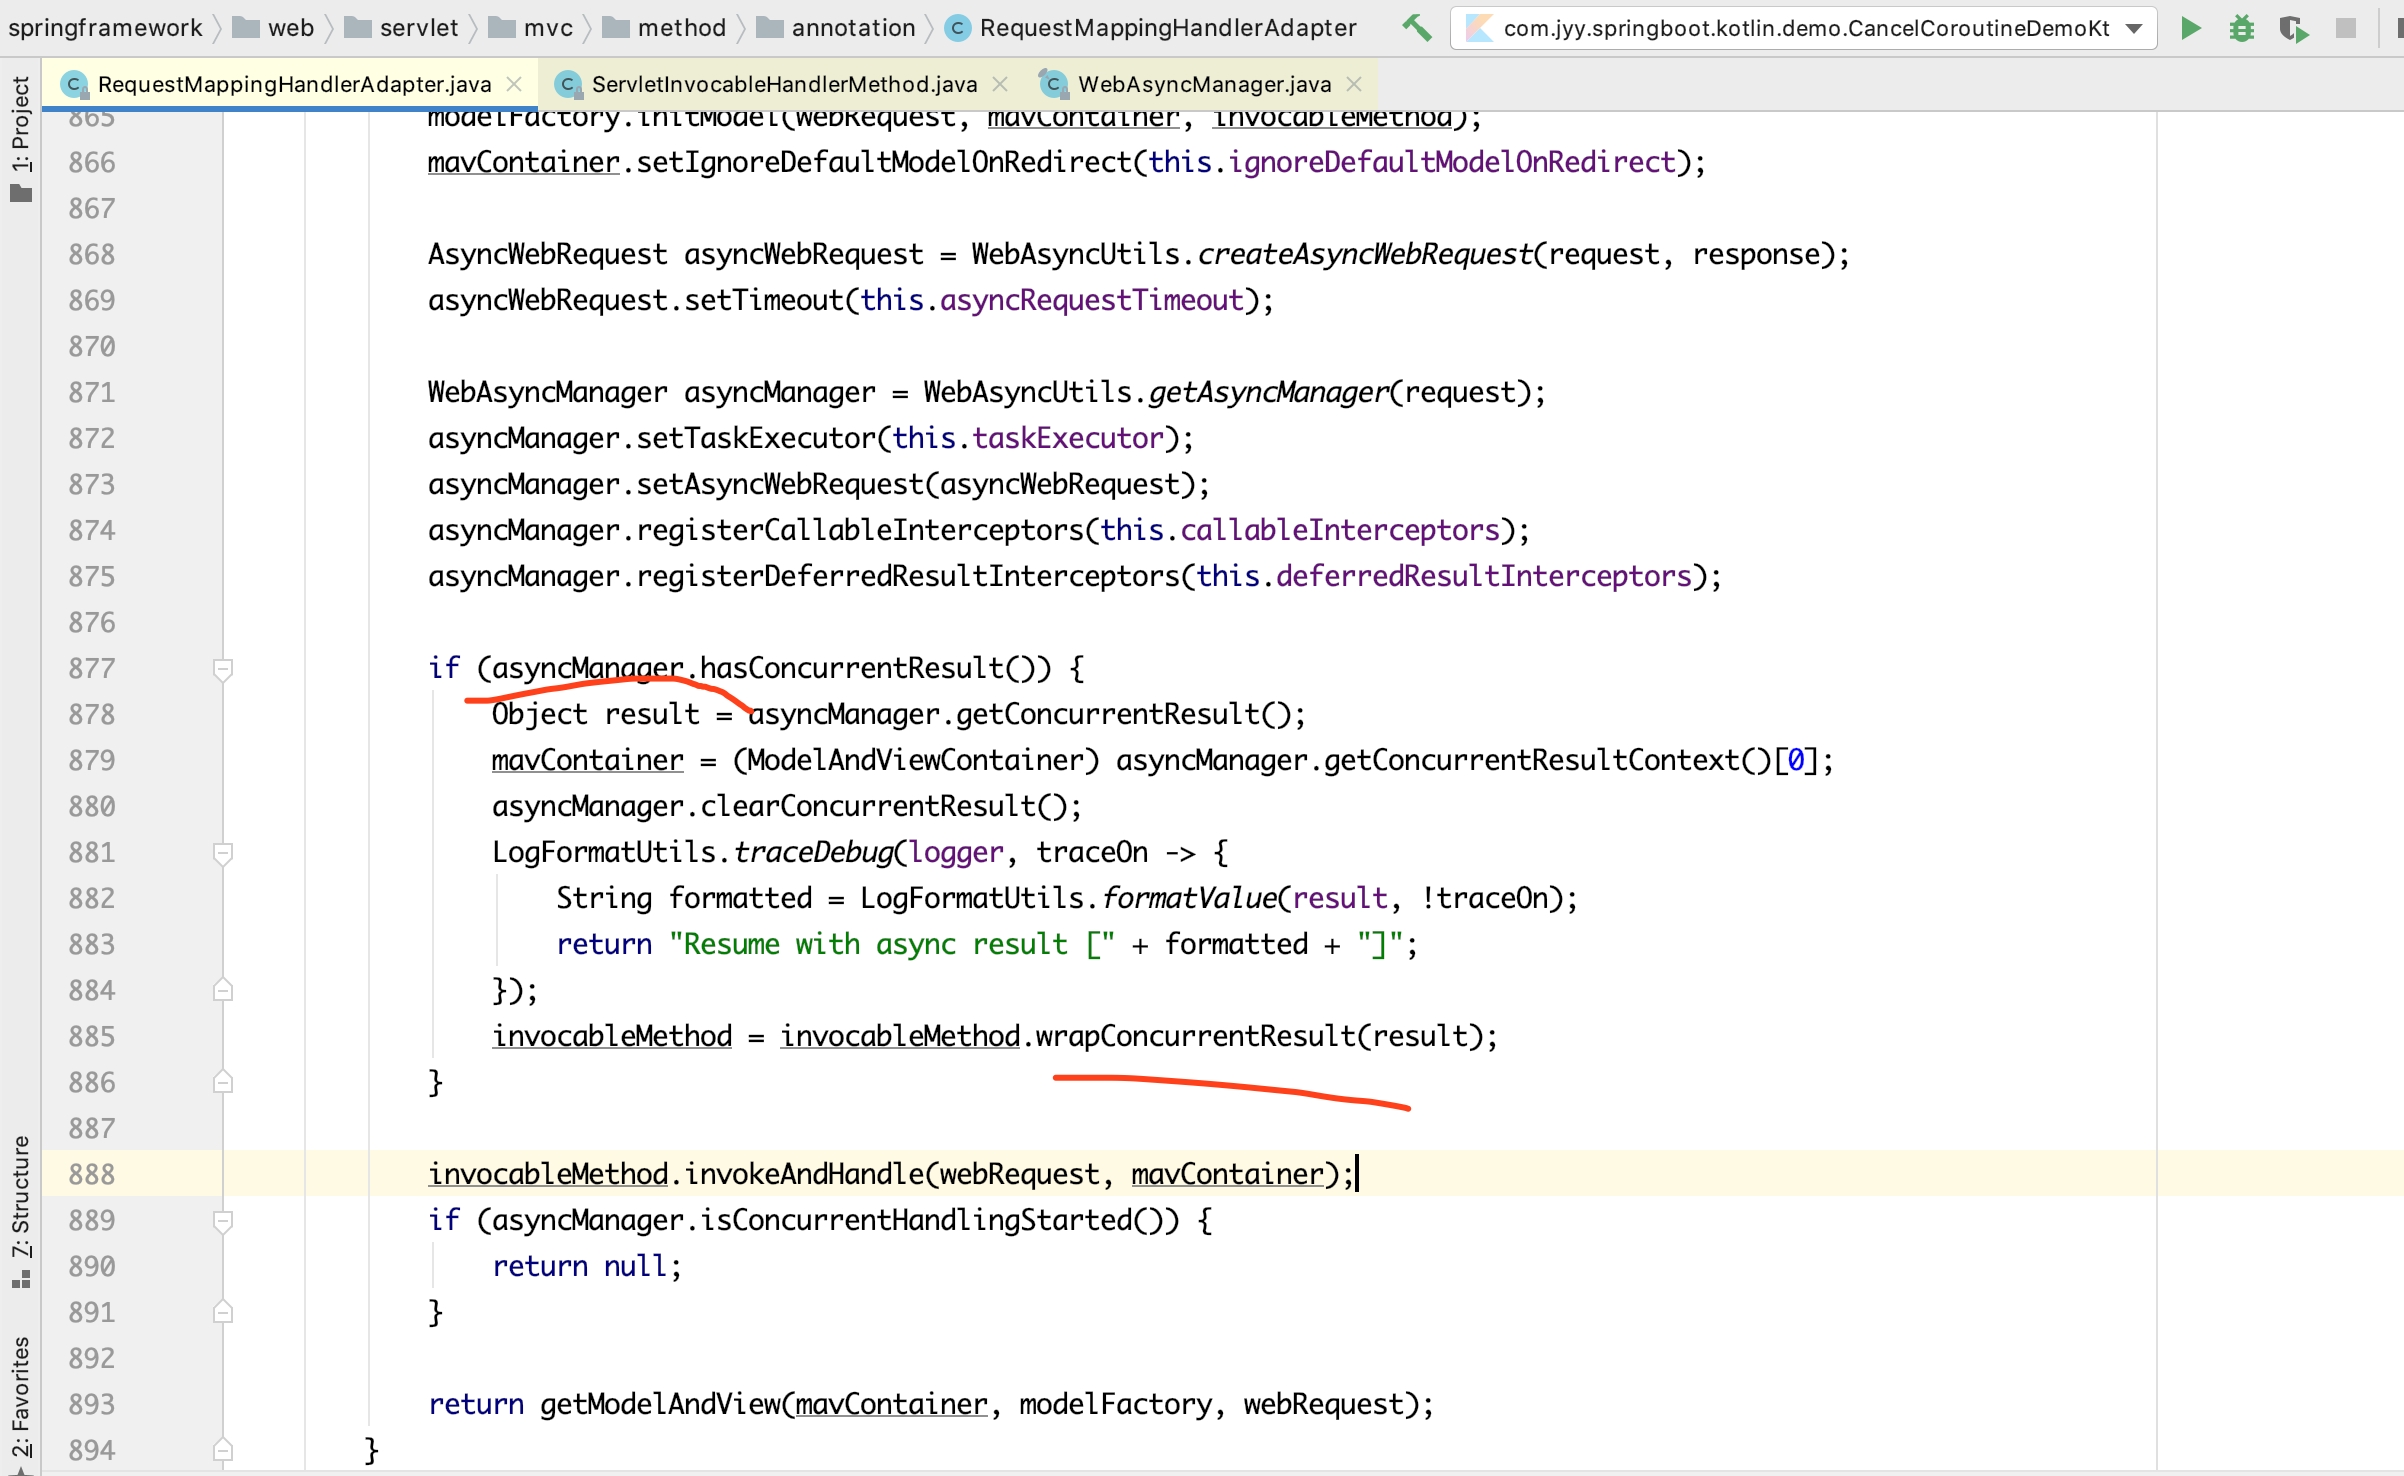 springframework web servlet mvc method annotation RequestMappingHandlerAdapter com.jyy.springboot.kotlin.demo.CancelCoroutineDemoKt
1: Project
RequestMappingHandlerAdapter.java ServletInvocableHandlerMethod.java WebAsyncManager.java
865 modelFactory.initModel(webRequest, mavContainer, invocableMethod);
866 mavContainer.setIgnoreDefaultModelOnRedirect(this.ignoreDefaultModelOnRedirect);
867
868 AsyncWebRequest asyncWebRequest = WebAsyncUtils.createAsyncWebRequest(request, response);
869 asyncWebRequest.setTimeout(this.asyncRequestTimeout);
870
871 WebAsyncManager asyncManager = WebAsyncUtils.getAsyncManager(request);
872 asyncManager.setTaskExecutor(this.taskExecutor);
873 asyncManager.setAsyncWebRequest(asyncWebRequest);
874 asyncManager.registerCallableInterceptors(this.callableInterceptors);
875 asyncManager.registerDeferredResultInterceptors(this.deferredResultInterceptors);
876
877 if (asyncManager.hasConcurrentResult()) {
878 Object result = asyncManager.getConcurrentResult();
879 mavContainer = (ModelAndViewContainer) asyncManager.getConcurrentResultContext()[0];
880 asyncManager.clearConcurrentResult();
881 LogFormatUtils.traceDebug(logger, traceOn -> {
882 String formatted = LogFormatUtils.formatValue(result, !traceOn);
883 return "Resume with async result [" + formatted + "]";
884 });
885 invocableMethod = invocableMethod.wrapConcurrentResult(result);
886 }
887
888 invocableMethod.invokeAndHandle(webRequest, mavContainer);
889 if (asyncManager.isConcurrentHandlingStarted()) {
890 return null;
891 }
892
893 return getModelAndView(mavContainer, modelFactory, webRequest);
894 }
7: Structure
2: Favorites